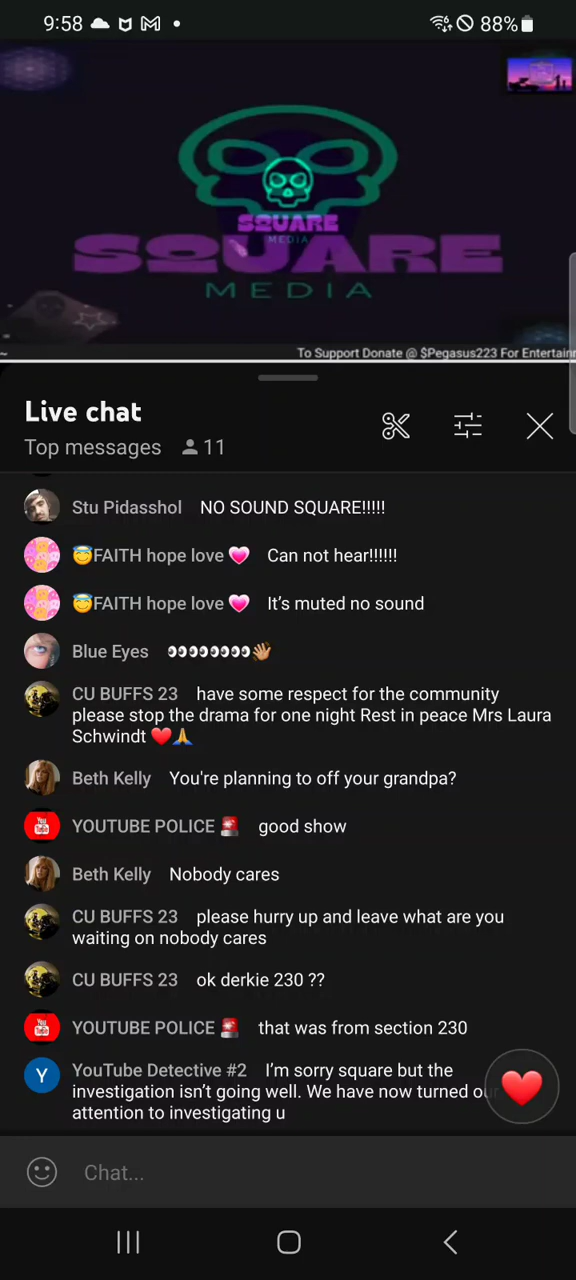 9:58
88%
SQUARE
MEDIA
SQUARE
MEDIA
~ To Support Donate @ $Pegasus223 For Entertainm
Live chat
Top messages 11
Stu Pidasshol NO SOUND SQUARE!!!!!
😇FAITH hope love 💗 Can not hear!!!!!!
😇FAITH hope love 💗 It’s muted no sound
Blue Eyes 👀👀👀👀👀👀👀👀👋🏽
CU BUFFS 23 have some respect for the community
please stop the drama for one night Rest in peace Mrs Laura
Schwindt ❤️🙏
Beth Kelly You're planning to off your grandpa?
You Tube
YOUTUBE POLICE 🚨 good show
Beth Kelly Nobody cares
CU BUFFS 23 please hurry up and leave what are you
waiting on nobody cares
CU BUFFS 23 ok derkie 230 ??
You Tube
YOUTUBE POLICE 🚨 that was from section 230
Y
YouTube Detective #2 I’m sorry square but the
investigation isn’t going well. We have now turned our
attention to investigating u
Chat...